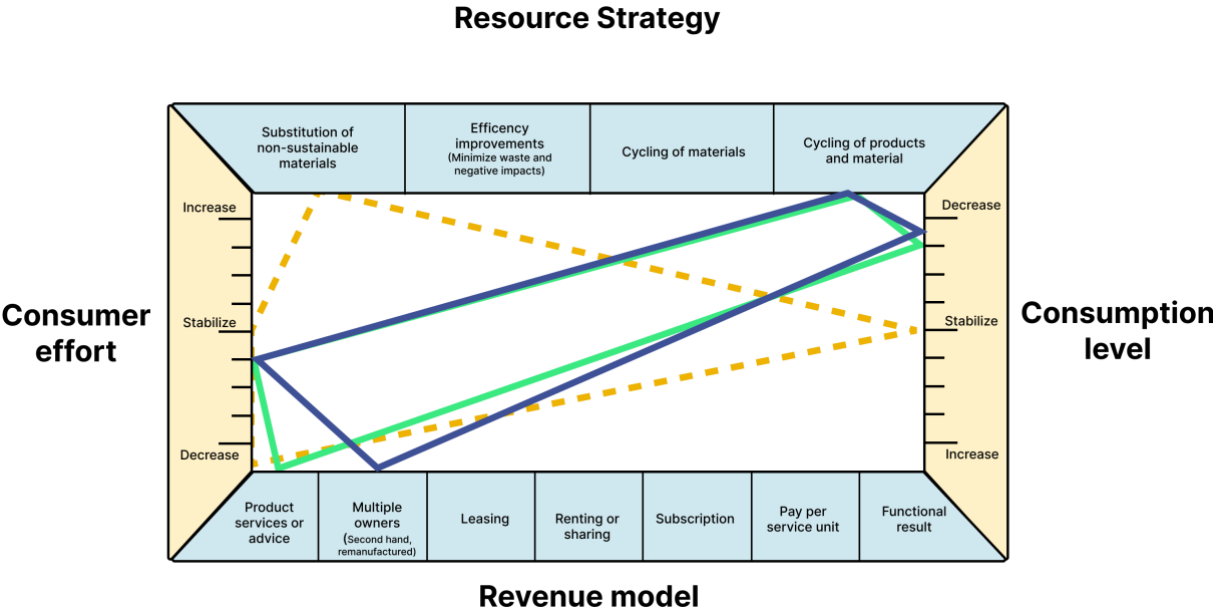 Resource Strategy
Substitution of
non-sustainable
materials
Efficency
improvements
(Minimize waste and
negative impacts)
Cycling of materials
Cycling of products
and material
Increase
Stabilize
Decrease
Consumer
effort
Decrease
Stabilize
Increase
Consumption
level
Product
services or
advice
Multiple
owners
(Second hand,
remanufactured)
Leasing
Renting or
sharing
Subscription
Pay per
service unit
Functional
result
Revenue model